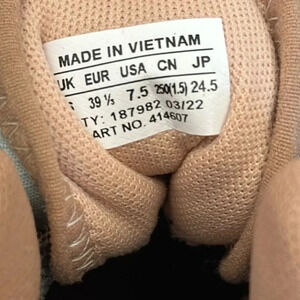 MADE IN VIETNAM
UK EUR USA CN JP
39 ⅓ 7.5 250(1.5) 24.5
TY: 187982 03/22
ART NO. 414607